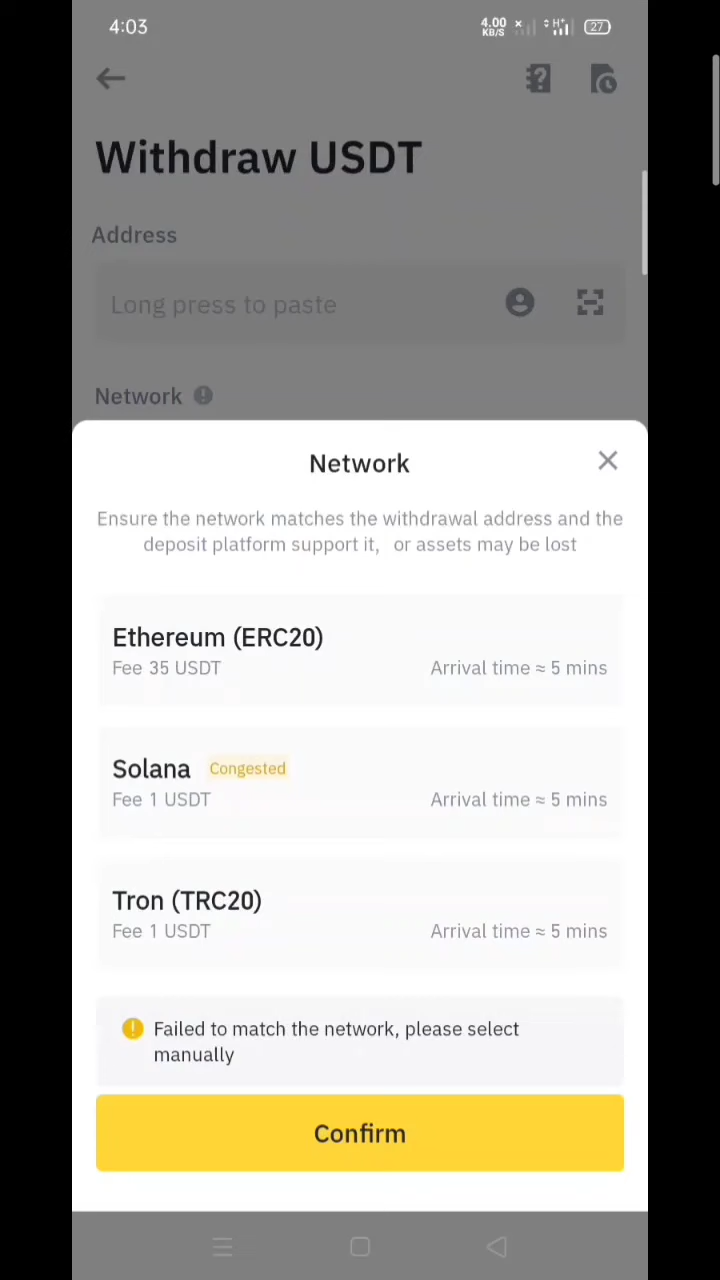 4:03
4.00
KB/S
H+
27
Withdraw USDT
Address
Long press to paste
Network
Network
Ensure the network matches the withdrawal address and the
deposit platform support it, or assets may be lost
Ethereum (ERC20)
Fee 35 USDT Arrival time ≈ 5 mins
Solana Congested
Fee 1 USDT Arrival time ≈ 5 mins
Tron (TRC20)
Fee 1 USDT Arrival time ≈ 5 mins
Failed to match the network, please select
manually
Confirm